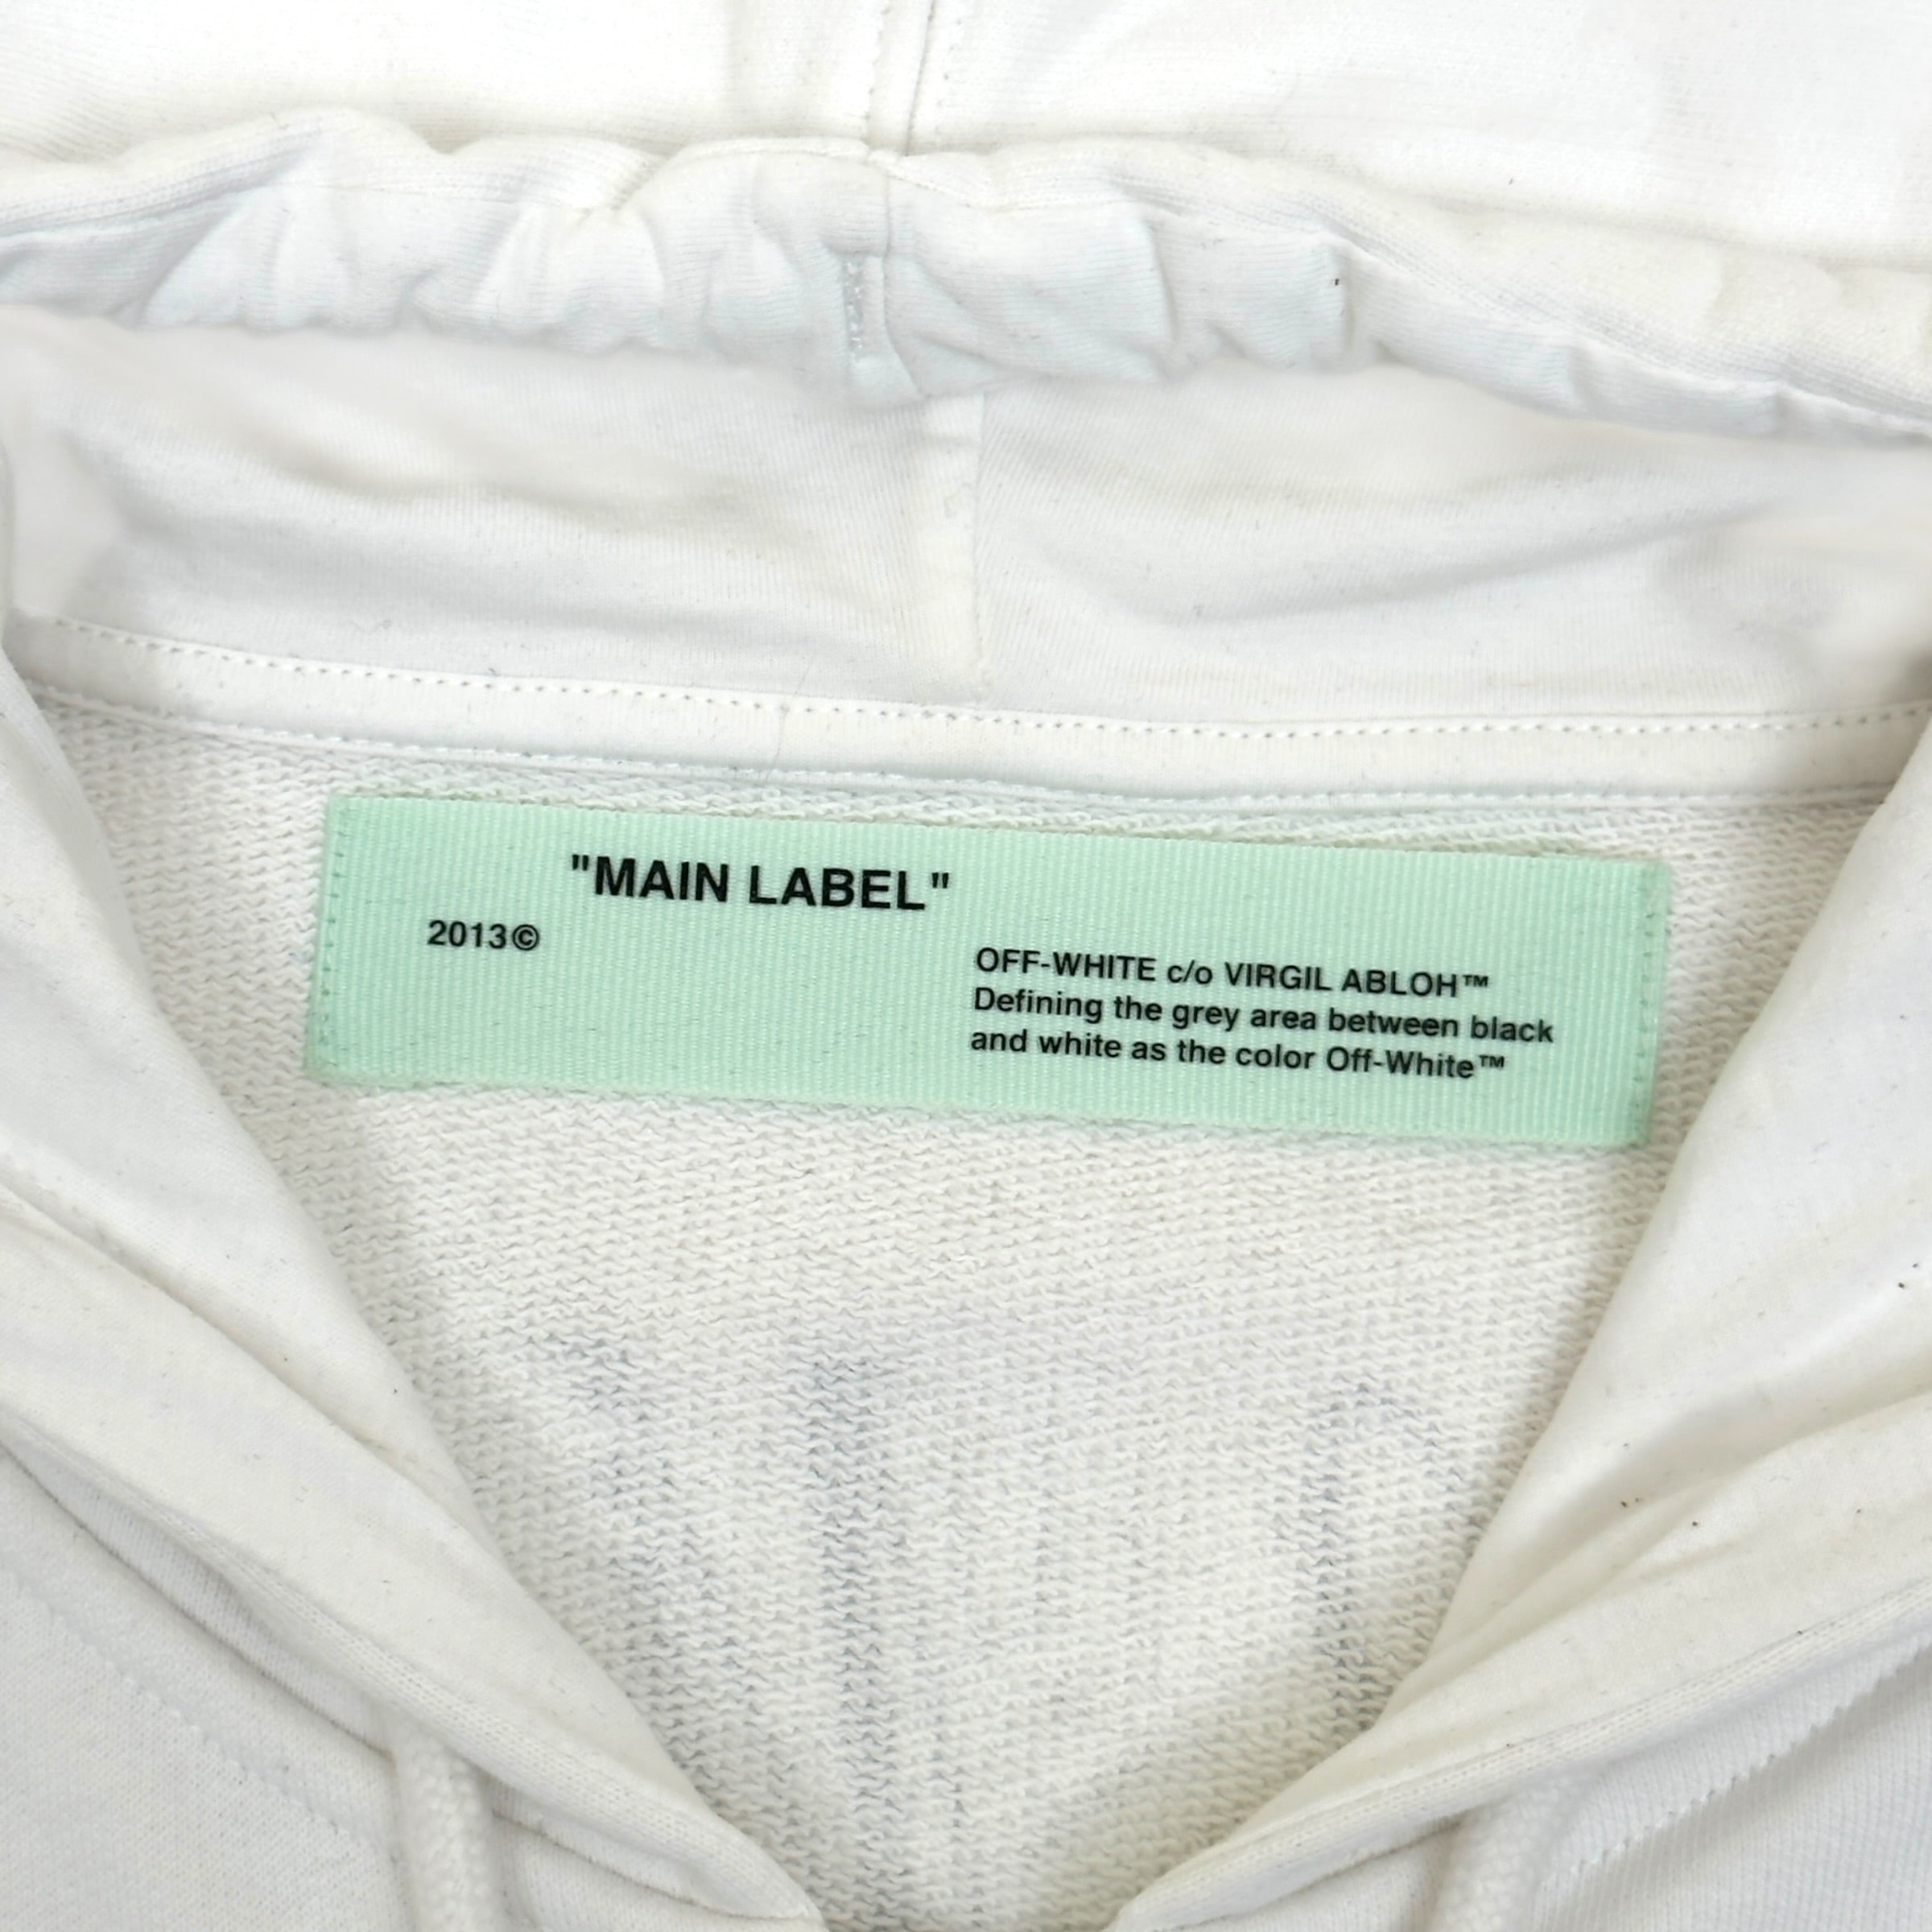 "MAIN LABEL"
2013©
OFF-WHITE c/o VIRGIL ABLOH™
Defining the grey area between black
and white as the color Off-White™